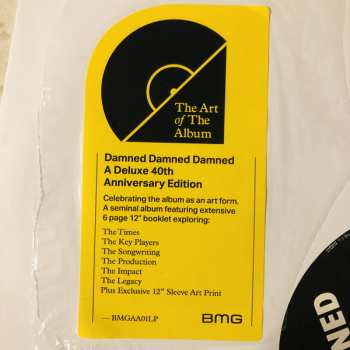 The Art
of The
Album
Damned Damned Damned
A Deluxe 40th
Anniversary Edition
Celebrating the album as an art form.
A seminal album featuring extensive
6 page 12" booklet exploring:
The Times
The Key Players
The Songwriting
The Production
The Impact
The Legacy
Plus Exclusive 12" Sleeve Art Print
— BMGAA01LP
BMG